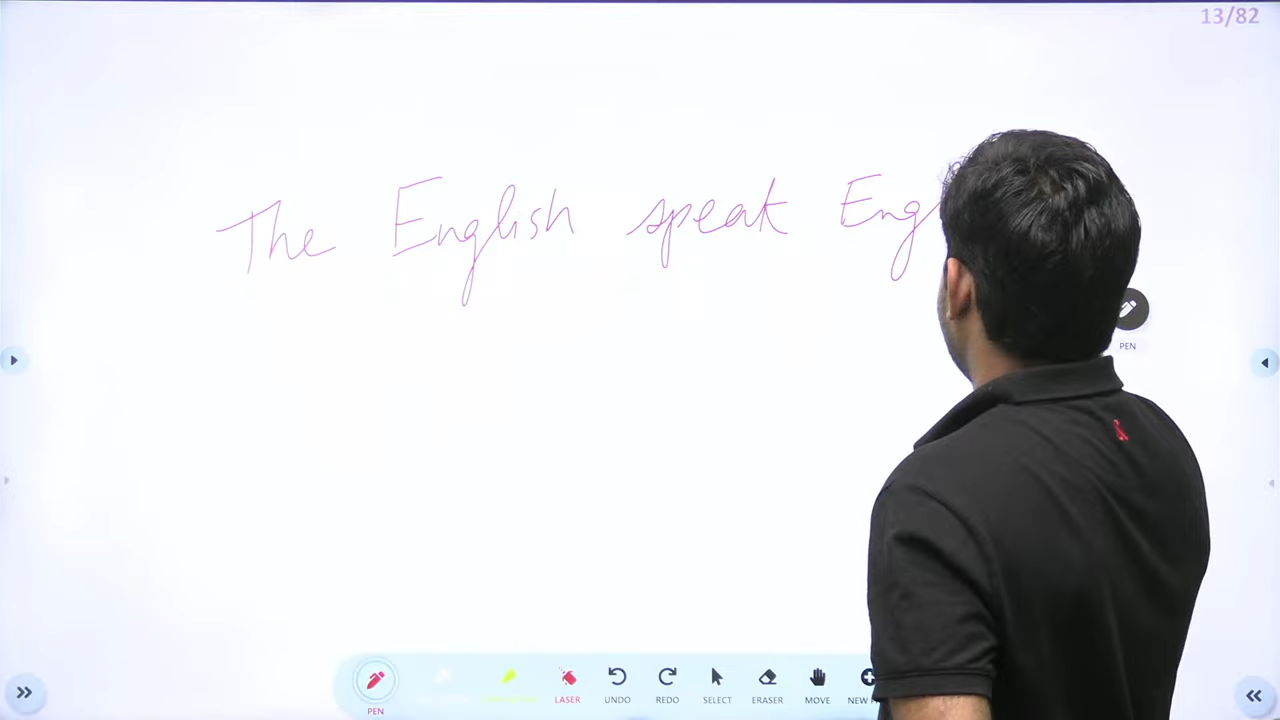 13/82
The English speak Eng
PEN
PEN
LASER
UNDO
REDO
SELECT
ERASER
MOVE
NEW